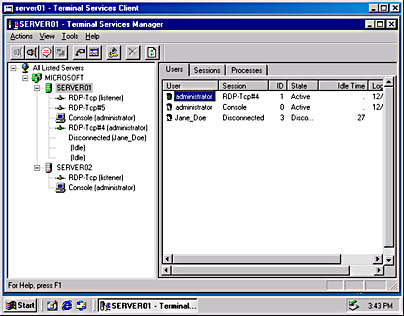 server01 - Terminal Services Client
SERVER01 - Terminal Services Manager
Actions View Tools Help
All Listed Servers
MICROSOFT
SERVER01
RDP-Tcp (listener)
RDP-Tcp#5
Console (administrator)
RDP-Tcp#4 (administrator)
Disconnected (Jane_Doe)
(Idle)
(Idle)
SERVER02
RDP-Tcp (listener)
Console (administrator)
Users Sessions Processes
User Session ID State Idle Time Log
administrator RDP-Tcp#4 1 Active . 12/
administrator Console 0 Active . 12/
Jane_Doe Disconnected 3 Disco... 27
For Help, press F1
Start SERVER01 - Terminal... 3:43 PM